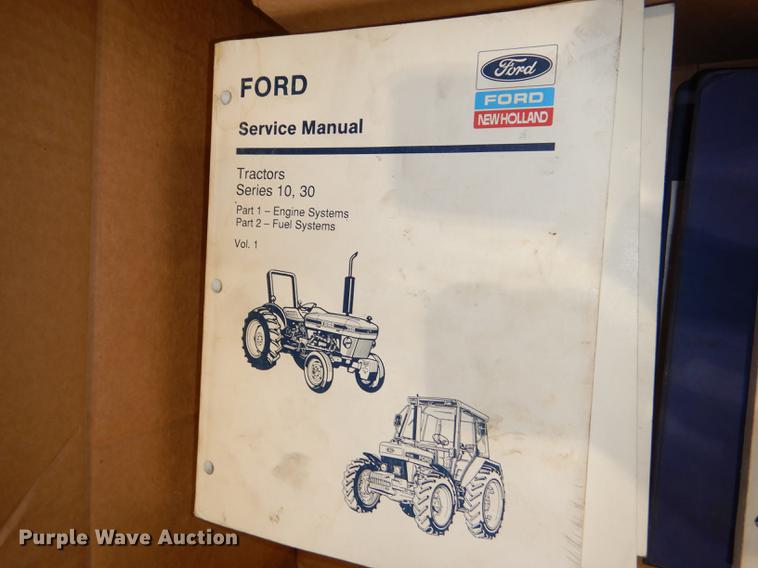 FORD
Service Manual
Ford
FORD
NEW HOLLAND
Tractors
Series 10, 30
Part 1 – Engine Systems
Part 2 – Fuel Systems
Vol. 1
Purple Wave Auction